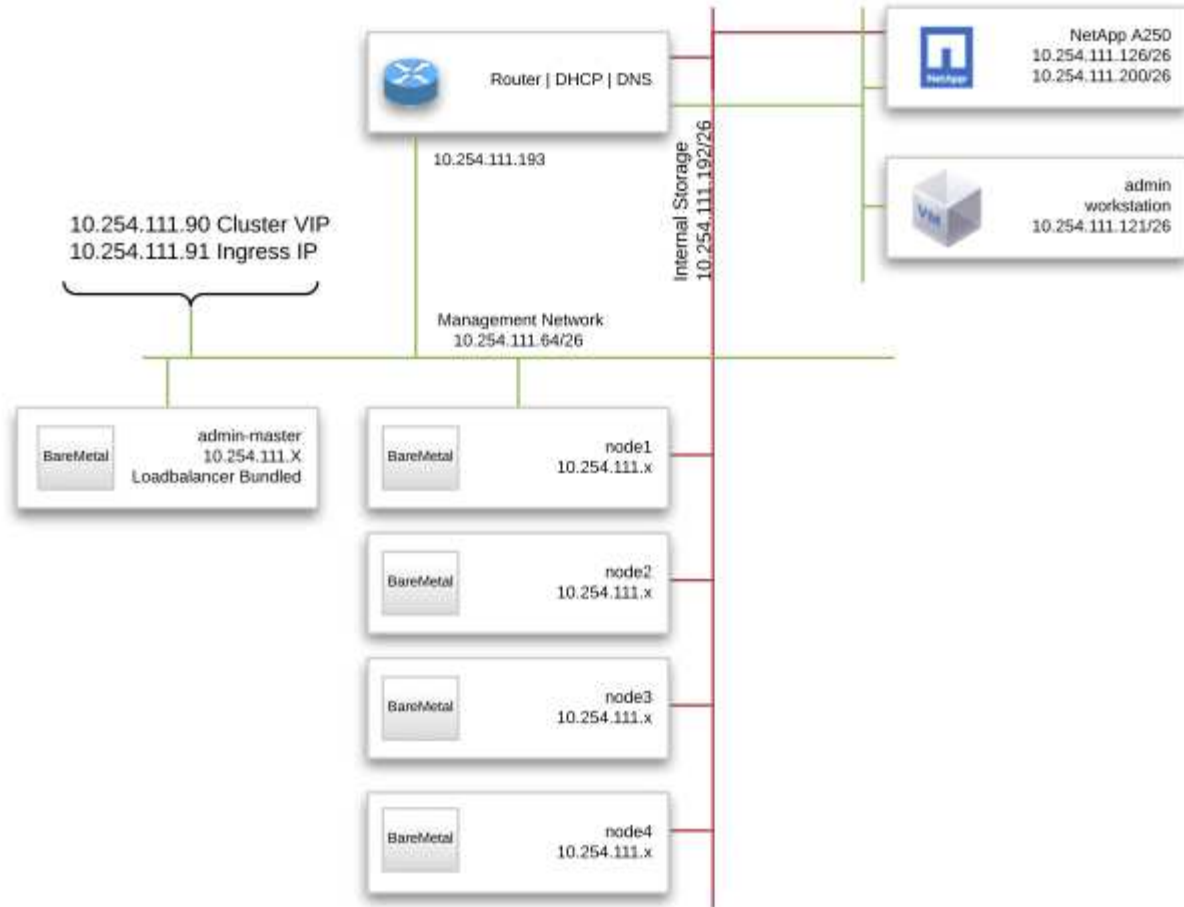 NetApp A250
10.254.111.126/26
10.254.111.200/26
NetApp
Router | DHCP | DNS
10.254.111.193
Internal Storage
10.254.111.192/26
admin
workstation
10.254.111.121/26
VM
10.254.111.90 Cluster VIP
10.254.111.91 Ingress IP
Management Network
10.254.111.64/26
BareMetal
admin-master
10.254.111.X
Loadbalancer Bundled
BareMetal
node1
10.254.111.x
BareMetal
node2
10.254.111.x
BareMetal
node3
10.254.111.x
BareMetal
node4
10.254.111.x